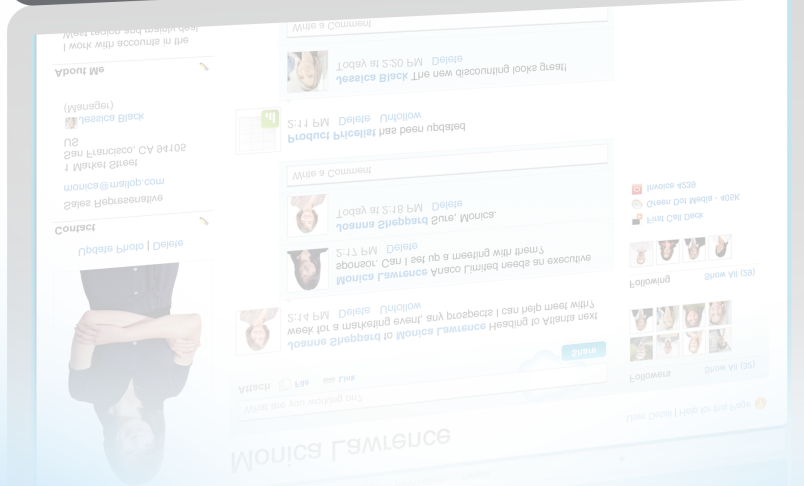 Monica Lawrence
User Detail | Help for this Page
What are you working on?
Attach File Link
Share
Joanne Sheppard to Monica Lawrence Heading to Atlanta next
week for a marketing event, any prospects I can help meet with?
2:14 PM Delete Unfollow
Monica Lawrence Anaco Limited needs an executive
sponsor. Can I set up a meeting with them?
2:17 PM Delete
Joanna Sheppard Sure, Monica.
Today at 2:18 PM Delete
Write a Comment
Product Pricelist has been updated
2:11 PM Delete Unfollow
Jessica Black The new discounting looks great!
Today at 2:20 PM Delete
Write a Comment
Update Photo | Delete
Contact
Sales Represenative
monica@mailop.com
1 Market Street
San Francisco, CA 94105
US
Jessica Black
(Manager)
About Me
I work with accounts in the
West region and mainly deal
Followers Show All (32)
Following Show All (29)
First Call Deck
Green Dot Media - 405K
Invoice 4239